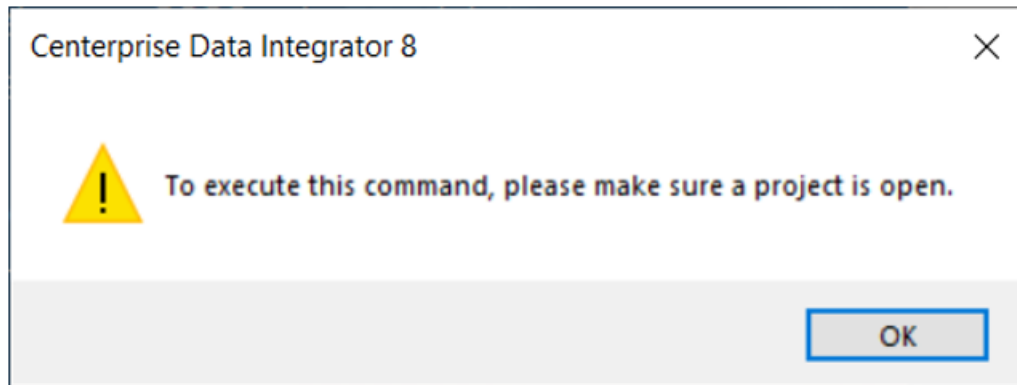 Centerprise Data Integrator 8
To execute this command, please make sure a project is open.
OK